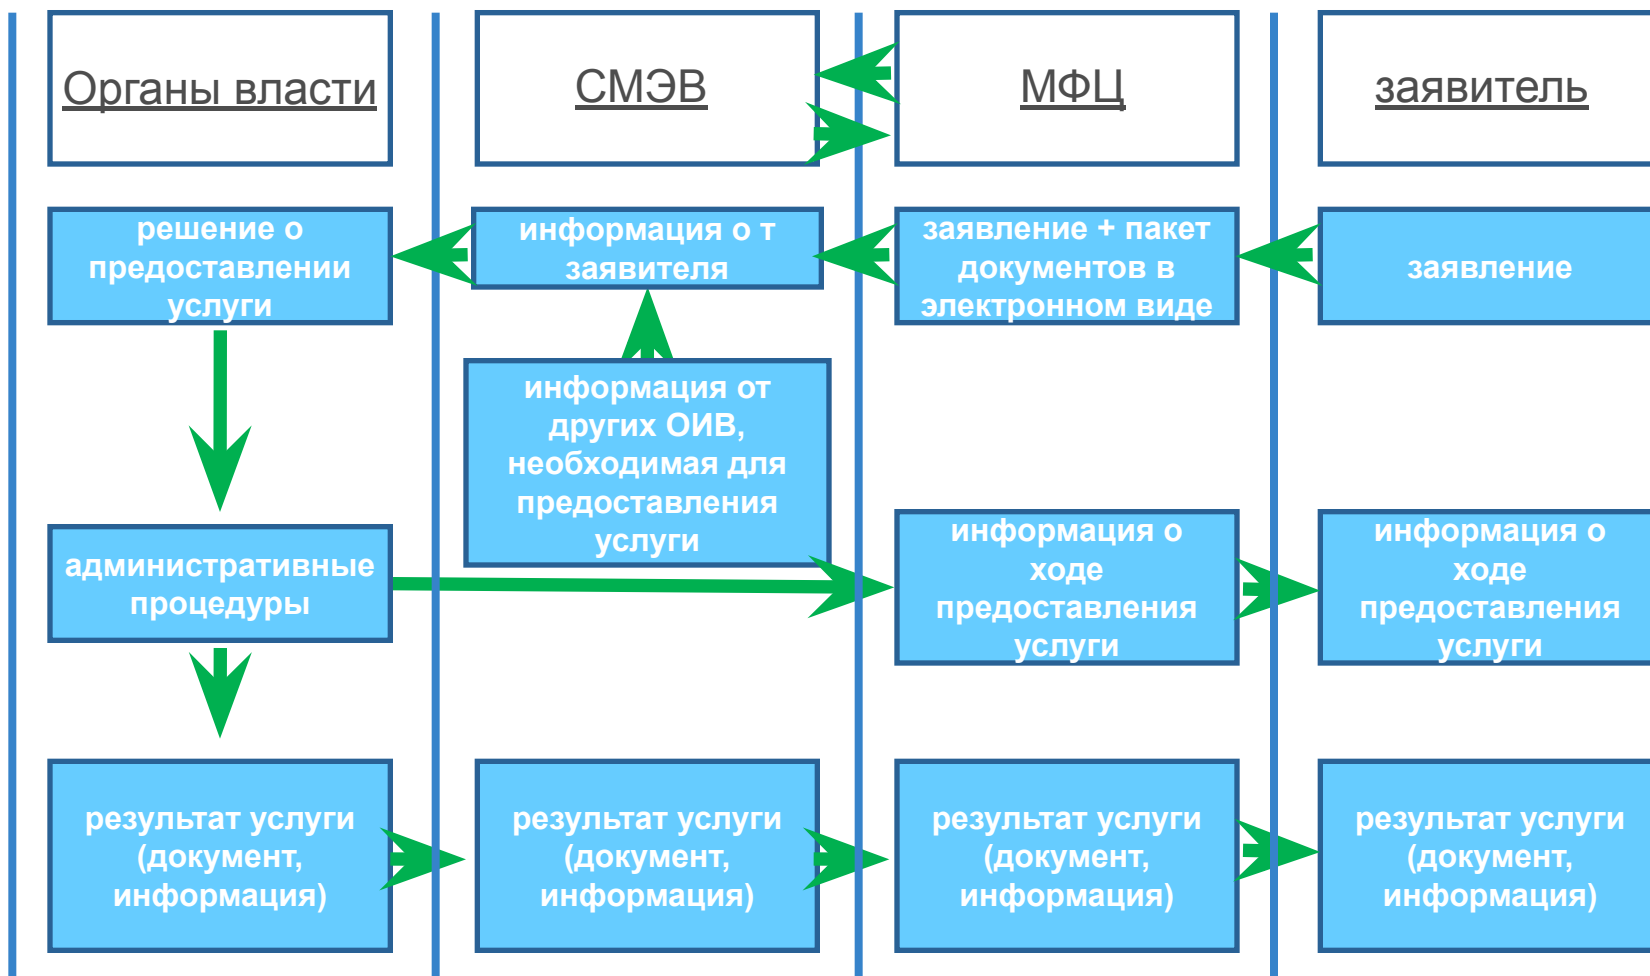 Органы власти
СМЭВ
МФЦ
заявитель
решение о
предоставлении
услуги
информация о т
заявителя
заявление + пакет
документов в
электронном виде
заявление
информация от
других ОИВ,
необходимая для
предоставления
услуги
административные
процедуры
информация о
ходе
предоставления
услуги
информация о
ходе
предоставления
услуги
результат услуги
(документ,
информация)
результат услуги
(документ,
информация)
результат услуги
(документ,
информация)
результат услуги
(документ,
информация)